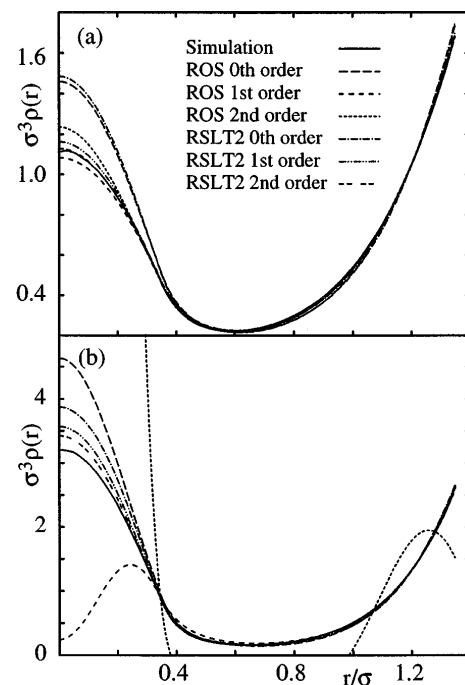 (a)
Simulation
ROS 0th order
ROS 1st order
ROS 2nd order
RSLT2 0th order
RSLT2 1st order
RSLT2 2nd order
1.6
1.0
0.4
σ³ρ(r)
(b)
4
2
0
σ³ρ(r)
0.4 0.8 r/σ 1.2